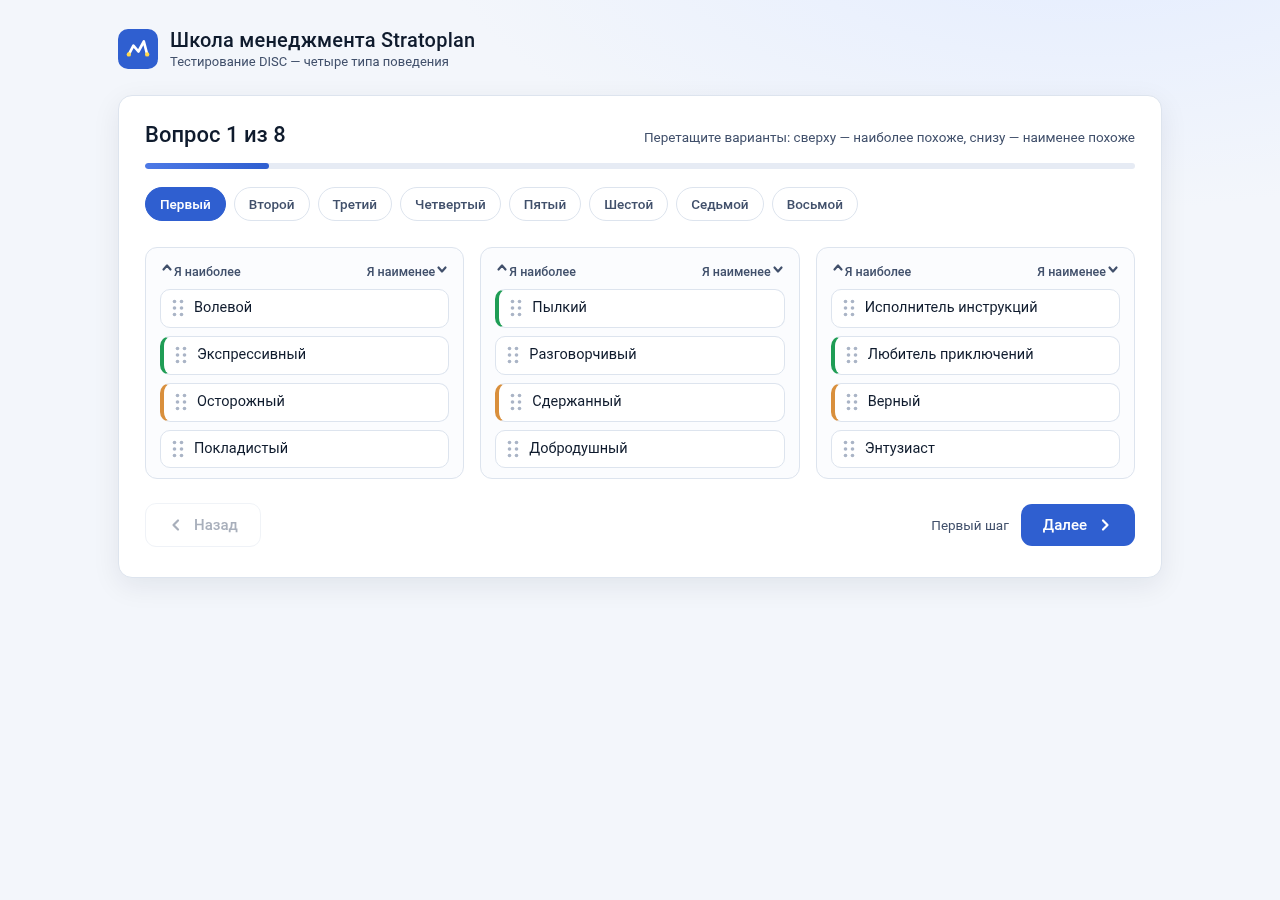 Школа менеджмента Stratoplan
Тестирование DISC — четыре типа поведения
Вопрос 1 из 8
Перетащите варианты: сверху — наиболее похоже, снизу — наименее похоже
Первый
Второй
Третий
Четвертый
Пятый
Шестой
Седьмой
Восьмой
Я наиболее
Я наименее
Волевой
Экспрессивный
Осторожный
Покладистый
Я наиболее
Я наименее
Пылкий
Разговорчивый
Сдержанный
Добродушный
Я наиболее
Я наименее
Исполнитель инструкций
Любитель приключений
Верный
Энтузиаст
Назад
Первый шаг
Далее